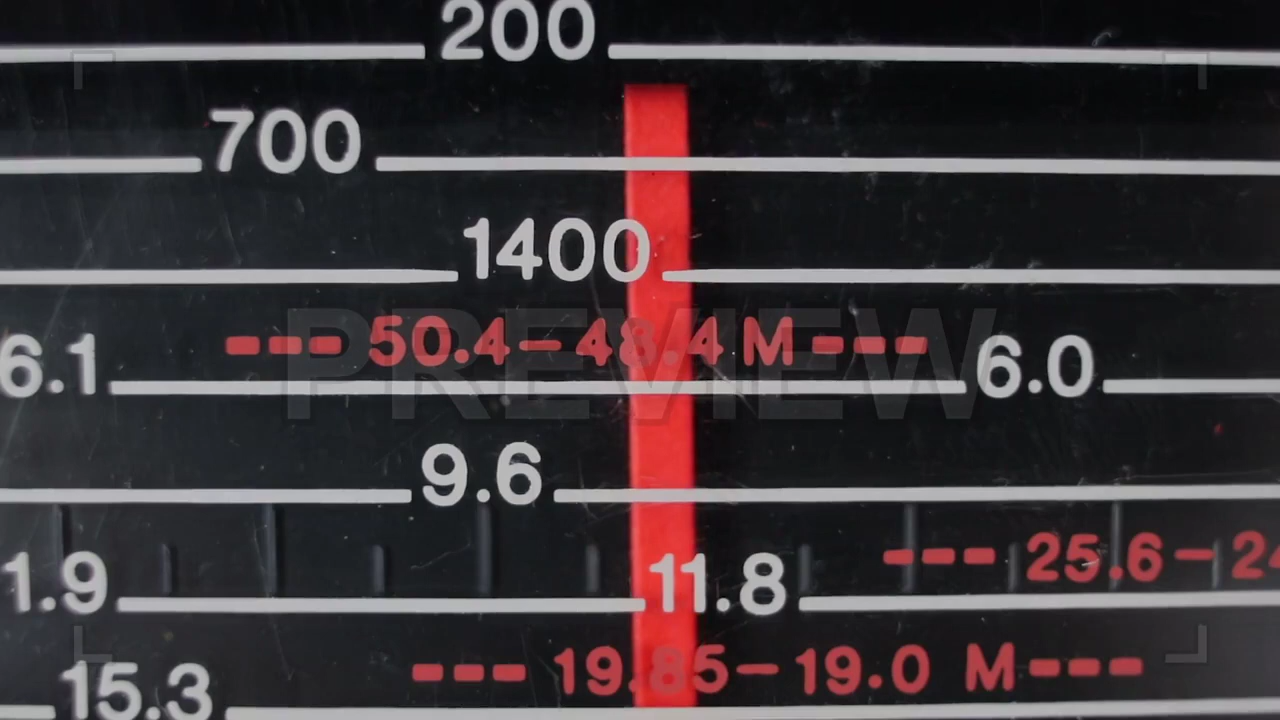 200
700
1400
--- 50.4–48.4 M ---
6.1 6.0
PREVIEW
9.6
--- 25.6–24
1.9 11.8
--- 19.85–19.0 M ---
15.3